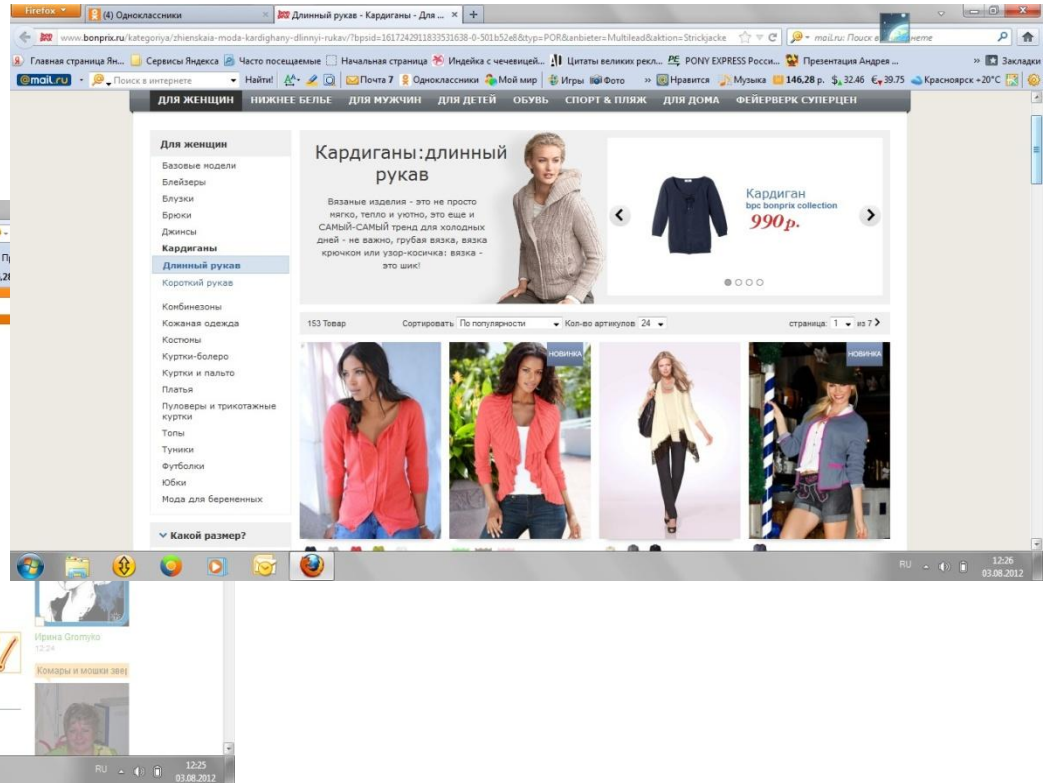 Firefox
(4) Одноклассники
Длинный рукав - Кардиганы - Для ...
www.bonprix.ru/kategoriya/zhienskaia-moda-kardighany-dlinnyi-rukav/?bpsid=1617242911833531638-0-501b52e8&typ=POR&anbieter=Multilead&aktion=Strickjacke
mail.ru: Поиск в
Главная страница Ян...
Сервисы Яндекса
Часто посещаемые
Начальная страница
Индейка с чечевицей...
Цитаты великих рекл...
PONY EXPRESS Росси...
Презентация Андрея ...
Закладки
@mail.ru
Поиск в интернете
Найти!
Почта 7
Одноклассники
Мой мир
Игры
Фото
Нравится
Музыка
146,28 р.
32.46
39.75
Красноярск +20°C
ДЛЯ ЖЕНЩИН НИЖНЕЕ БЕЛЬЕ ДЛЯ МУЖЧИН ДЛЯ ДЕТЕЙ ОБУВЬ СПОРТ & ПЛЯЖ ДЛЯ ДОМА ФЕЙЕРВЕРК СУПЕРЦЕН
Для женщин
Базовые модели
Блейзеры
Блузки
Брюки
Джинсы
Кардиганы
Длинный рукав
Короткий рукав
Комбинезоны
Кожаная одежда
Костюмы
Куртки-болеро
Куртки и пальто
Платья
Пуловеры и трикотажные
куртки
Топы
Туники
Футболки
Юбки
Мода для беременных
Какой размер?
Кардиганы:длинный
рукав
Вязаные изделия - это не просто
мягко, тепло и уютно, это еще и
САМЫЙ-САМЫЙ тренд для холодных
дней - не важно, грубая вязка, вязка
крючком или узор-косичка: вязка -
это шик!
Кардиган
bpc bonprix collection
990 р.
153 Товар
Сортировать По популярности
Кол-во артикулов 24
страница: 1 из 7
НОВИНКА
НОВИНКА
RU
12:26
03.08.2012
Ирина Gromyko
12:24
Комары и мошки звер
RU
12:25
03.08.2012